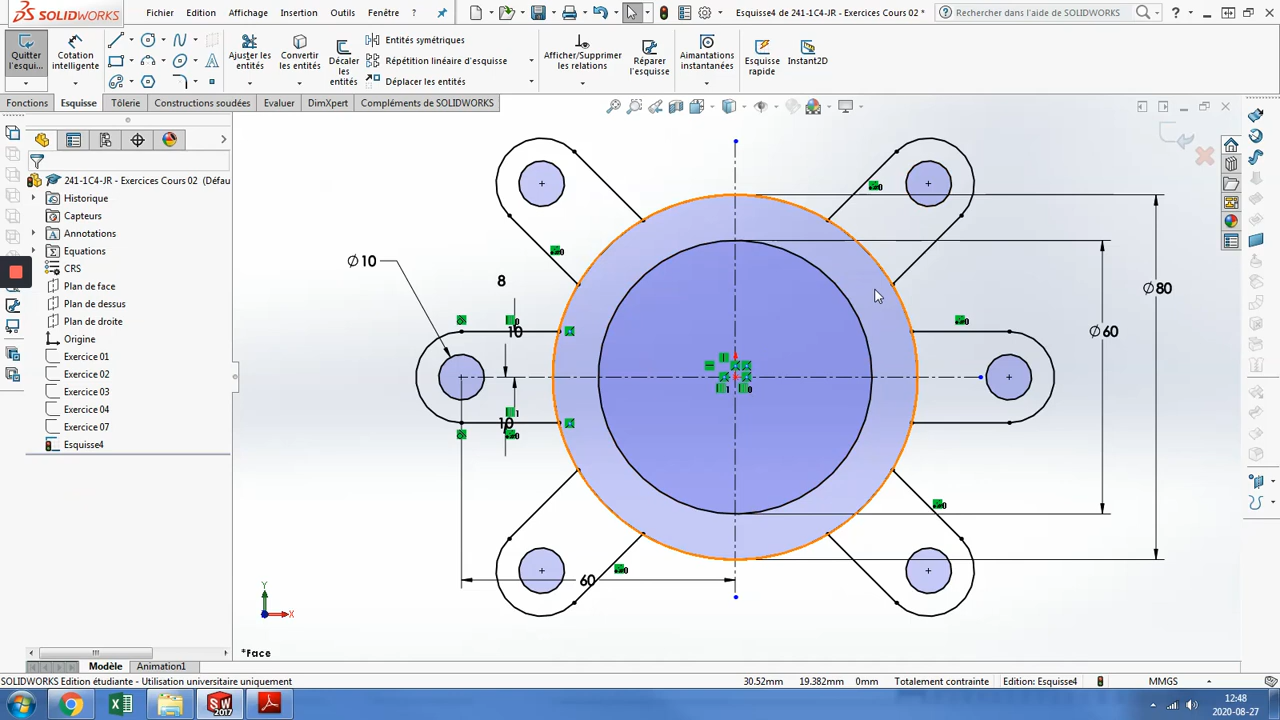 SOLIDWORKS
Fichier Edition Affichage Insertion Outils Fenêtre ?
Esquisse4 de 241-1C4-JR - Exercices Cours 02 *
Rechercher dans l'aide de SOLIDWORKS
?
Quitter l'esqui...
Cotation intelligente
Ajuster les entités
Convertir les entités
Décaler les entités
Entités symétriques
Répétition linéaire d'esquisse
Déplacer les entités
Afficher/Supprimer les relations
Réparer l'esquisse
Aimantations instantanées
Esquisse rapide
Instant2D
Fonctions Esquisse Tôlerie Constructions soudées Evaluer DimXpert Compléments de SOLIDWORKS
241-1C4-JR - Exercices Cours 02 (Défau
Historique
Capteurs
Annotations
Equations
CRS
Plan de face
Plan de dessus
Plan de droite
Origine
Exercice 01
Exercice 02
Exercice 03
Exercice 04
Exercice 07
Esquisse4
Ø10
8
10
10
60
Ø80
Ø60
Y
X
*Face
Modèle Animation1
SOLIDWORKS Edition étudiante - Utilisation universitaire uniquement
30.52mm 19.382mm 0mm Totalement contrainte Edition: Esquisse4 MMGS
SW 2017
12:48
2020-08-27